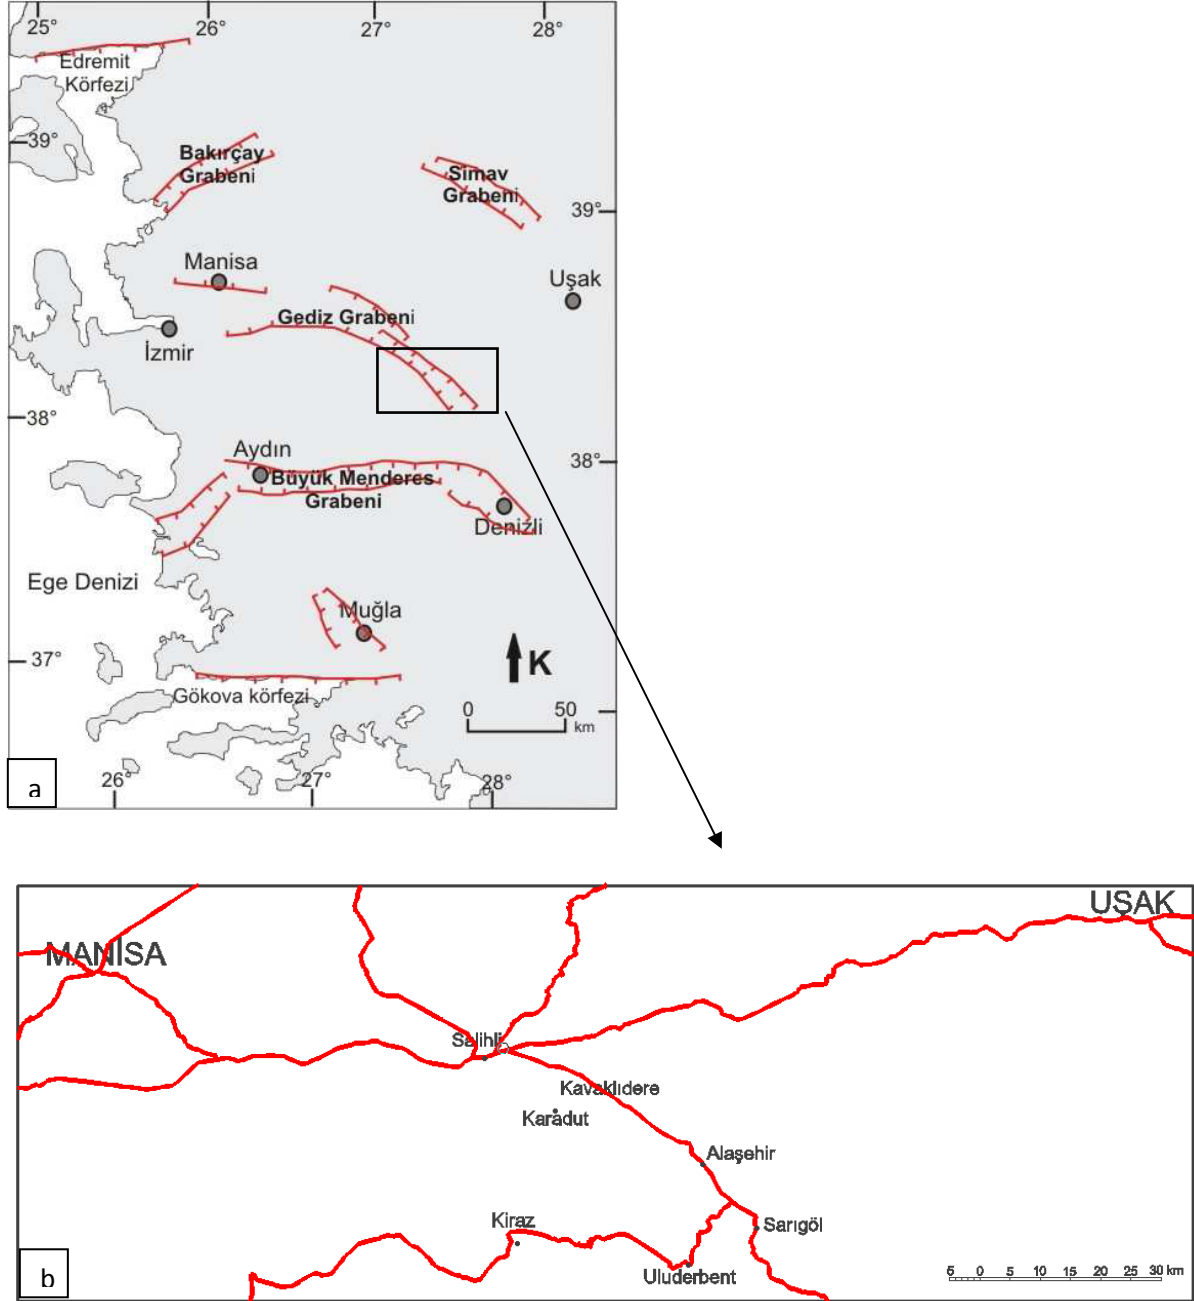 25°
26°
27°
28°
Edremit
Körfezi
39°
Bakırçay
Grabeni
Simav
Grabeni
39°
Manisa
Uşak
Gediz Grabeni
İzmir
38°
Aydın
38°
Büyük Menderes
Grabeni
Denizli
Ege Denizi
Muğla
K
37°
Gökova körfezi
0
50
km
a
26°
27°
28°
UŞAK
MANİSA
Salihli
Kavaklıdere
Karadut
Alaşehir
Kiraz
Sarıgöl
Uluderbent
5 0 5 10 15 20 25 30 km
b